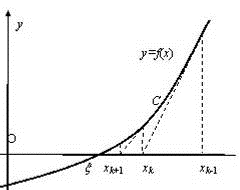 y
y=f(x)
C
O
ξ x_{k+1} x_k x_{k-1}